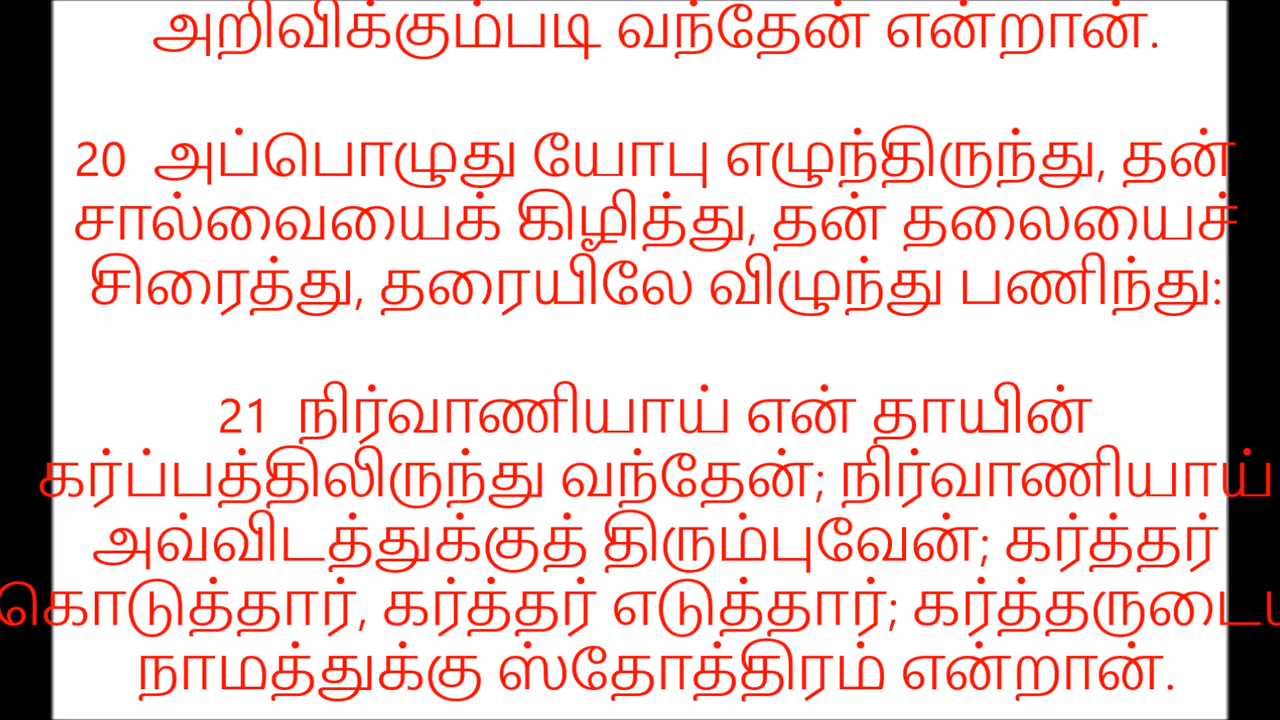 அறிவிக்கும்படி வந்தேன் என்றான்.
20 அப்பொழுது யோபு எழுந்திருந்து, தன்
சால்வையைக் கிழித்து, தன் தலையைச்
சிரைத்து, தரையிலே விழுந்து பணிந்து:
21 நிர்வாணியாய் என் தாயின்
கர்ப்பத்திலிருந்து வந்தேன்; நிர்வாணியாய்
அவ்விடத்துக்குத் திரும்புவேன்; கர்த்தர்
கொடுத்தார், கர்த்தர் எடுத்தார்; கர்த்தருடைய
நாமத்துக்கு ஸ்தோத்திரம் என்றான்.